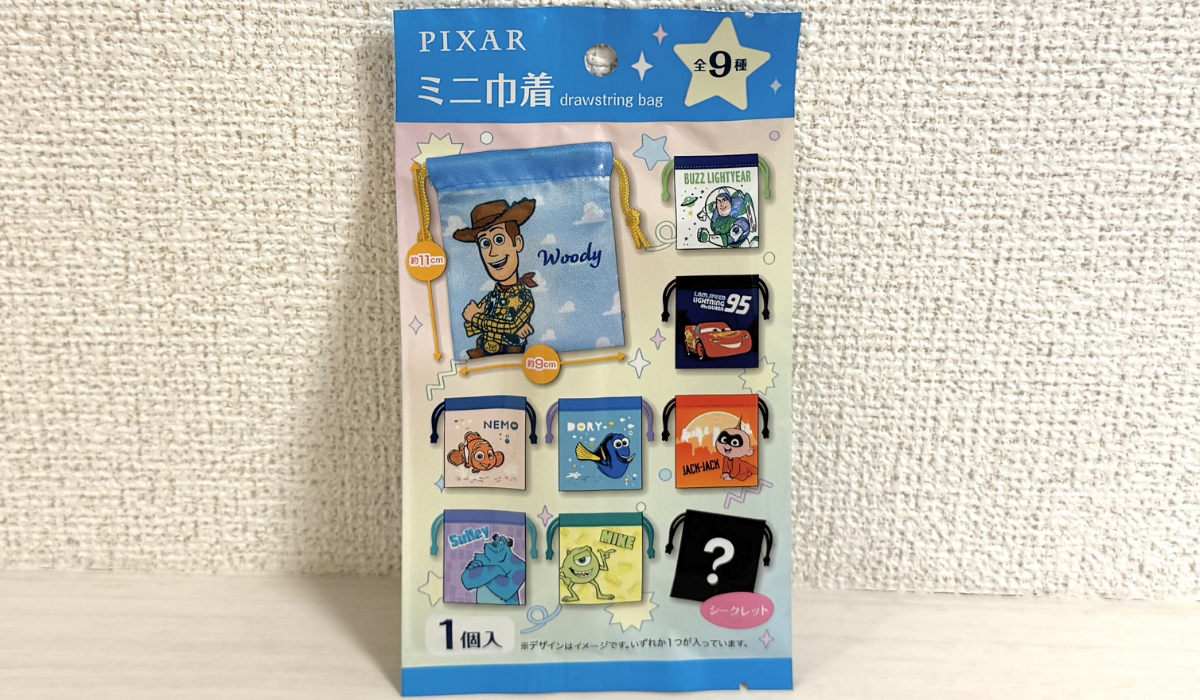 PIXAR
ミニ巾着 drawstring bag
全9種
Woody
約11cm
約9cm
BUZZ LIGHTYEAR
I AM SPEED
LIGHTNING
McQUEEN
95
NEMO
DORY
JACK-JACK
Sulley
MIKE
?
シークレット
1個入
※デザインはイメージです。いずれか1つが入っています。